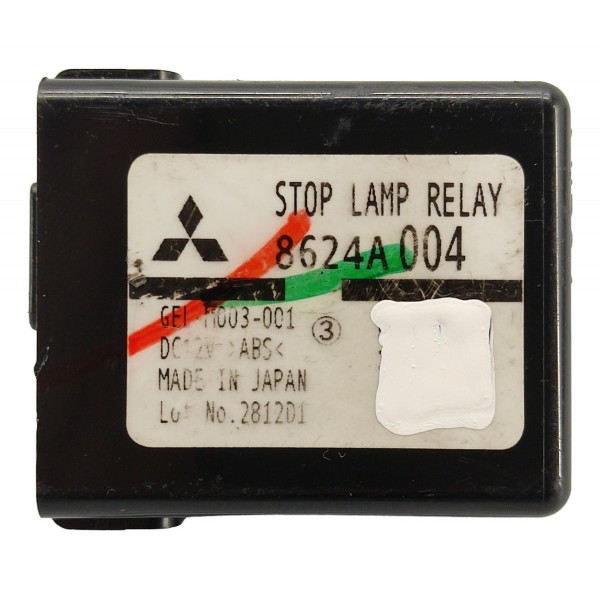 STOP LAMP RELAY
8624A004
GEI M003-001
③
DC12V >ABS<
MADE IN JAPAN
Lot No.2812D1